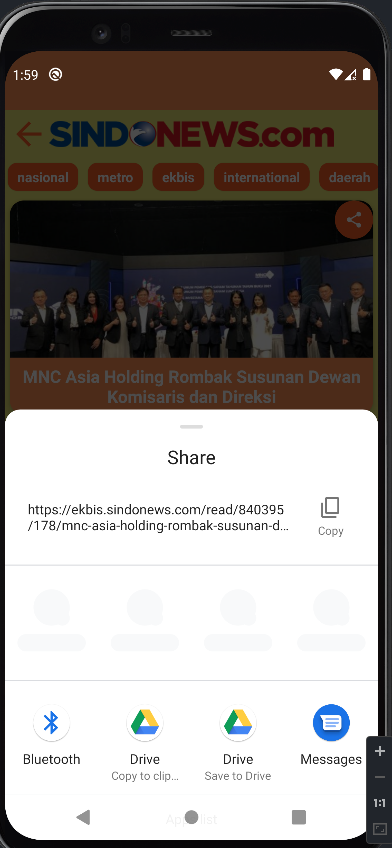 1:59
SINDONEWS.com
nasional
metro
ekbis
international
daerah
MNC Asia Holding Rombak Susunan Dewan
Komisaris dan Direksi
Share
https://ekbis.sindonews.com/read/840395
/178/mnc-asia-holding-rombak-susunan-d…
Copy
Bluetooth
Drive
Copy to clip…
Drive
Save to Drive
Messages
1:1